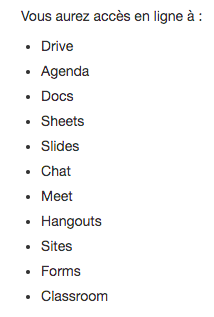 Vous aurez accès en ligne à :
• Drive
• Agenda
• Docs
• Sheets
• Slides
• Chat
• Meet
• Hangouts
• Sites
• Forms
• Classroom